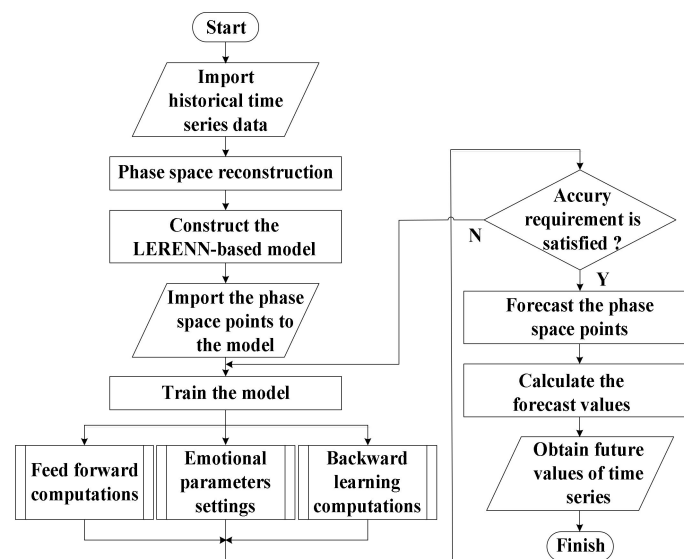 Start
Import
historical time
series data
Phase space reconstruction
Construct the
LERENN-based model
Import the phase
space points to
the model
Train the model
Feed forward
computations
Emotional
parameters
settings
Backward
learning
computations
Accury
requirement is
satisfied ?
N
Y
Forecast the phase
space points
Calculate the
forecast values
Obtain future
values of time
series
Finish